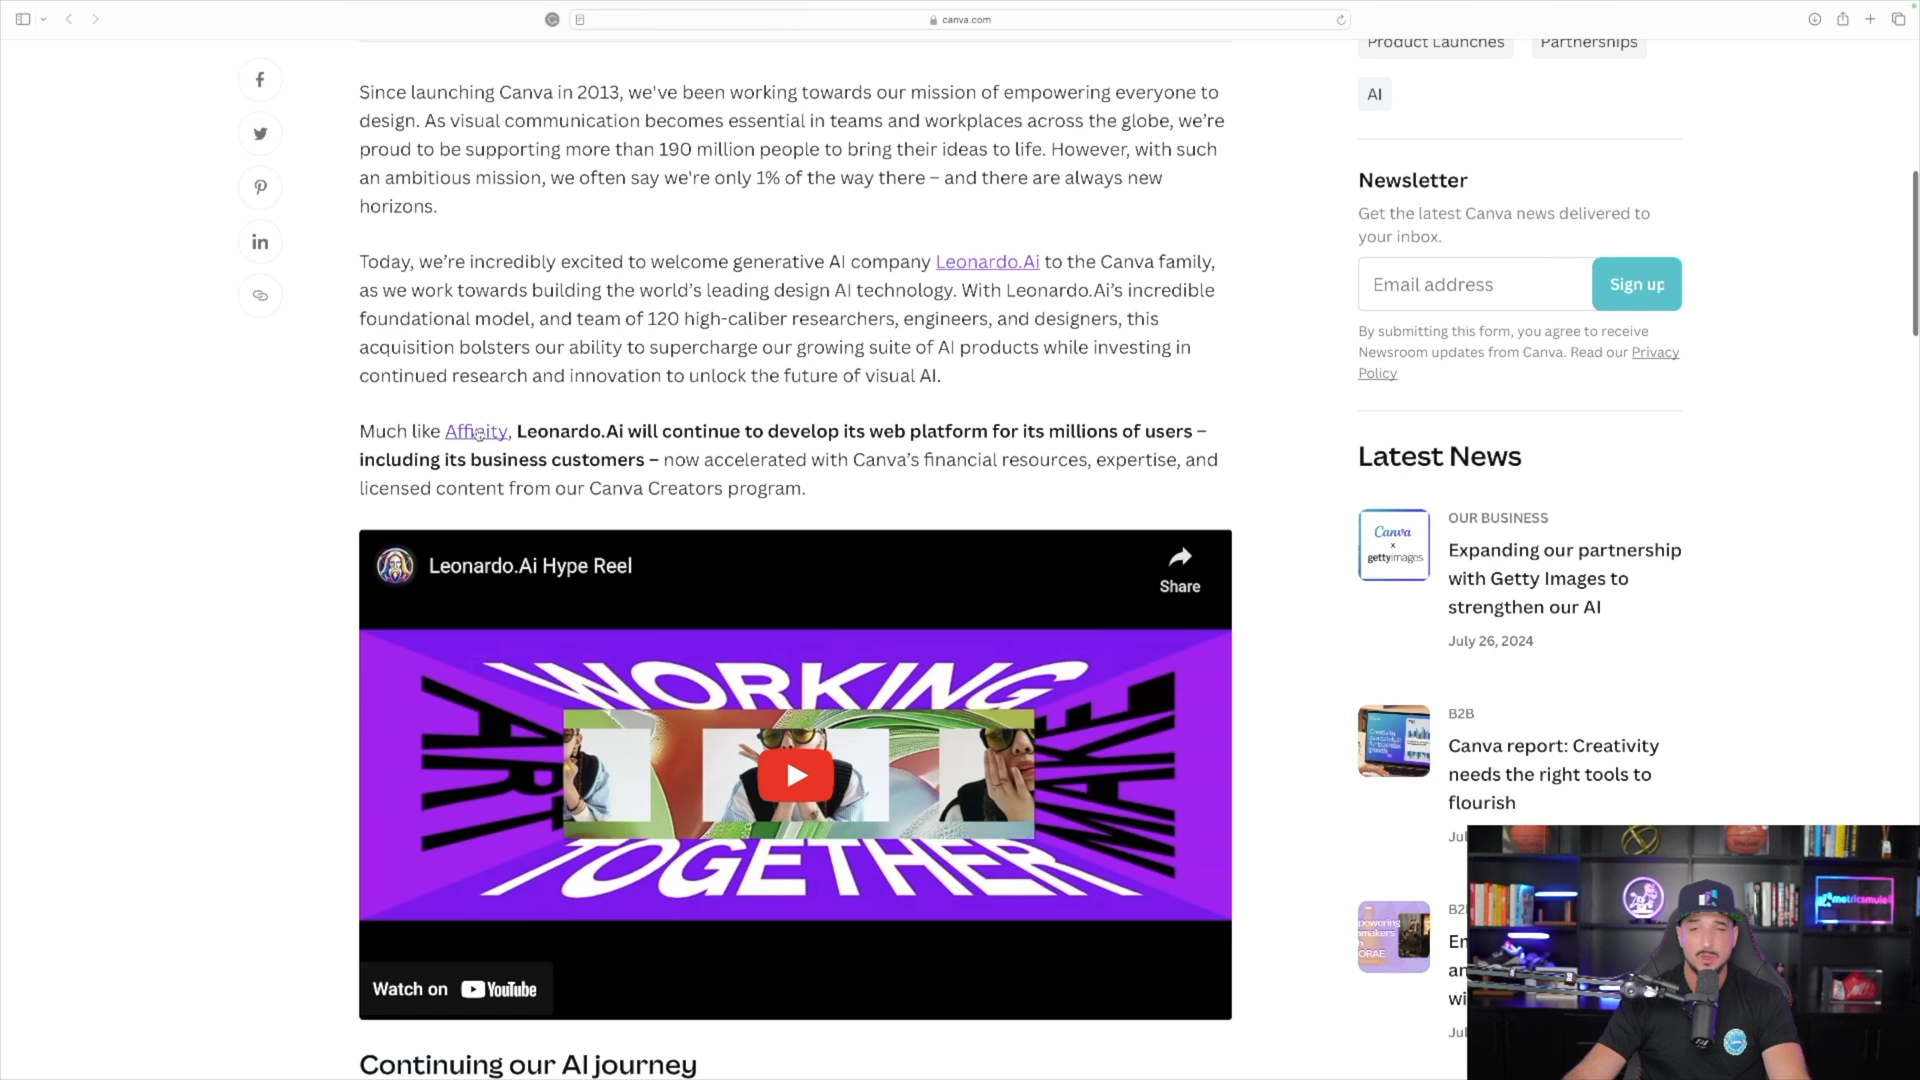 canva.com
Since launching Canva in 2013, we've been working towards our mission of empowering everyone to
design. As visual communication becomes essential in teams and workplaces across the globe, we're
proud to be supporting more than 190 million people to bring their ideas to life. However, with such
an ambitious mission, we often say we're only 1% of the way there – and there are always new
horizons.
Today, we're incredibly excited to welcome generative AI company Leonardo.Ai to the Canva family,
as we work towards building the world's leading design AI technology. With Leonardo.Ai's incredible
foundational model, and team of 120 high-caliber researchers, engineers, and designers, this
acquisition bolsters our ability to supercharge our growing suite of AI products while investing in
continued research and innovation to unlock the future of visual AI.
Much like Affinity, Leonardo.Ai will continue to develop its web platform for its millions of users –
including its business customers – now accelerated with Canva's financial resources, expertise, and
licensed content from our Canva Creators program.
Leonardo.Ai Hype Reel
Share
WORKING
ART
MAKE
TOGETHER
Watch on YouTube
Continuing our AI journey
Product Launches
Partnerships
AI
Newsletter
Get the latest Canva news delivered to
your inbox.
Email address
Sign up
By submitting this form, you agree to receive
Newsroom updates from Canva. Read our Privacy
Policy
Latest News
Canva
x
gettyimages
OUR BUSINESS
Expanding our partnership
with Getty Images to
strengthen our AI
July 26, 2024
B2B
Canva report: Creativity
needs the right tools to
flourish
Jul
B2
En
an
wi
Jul
metricsmule